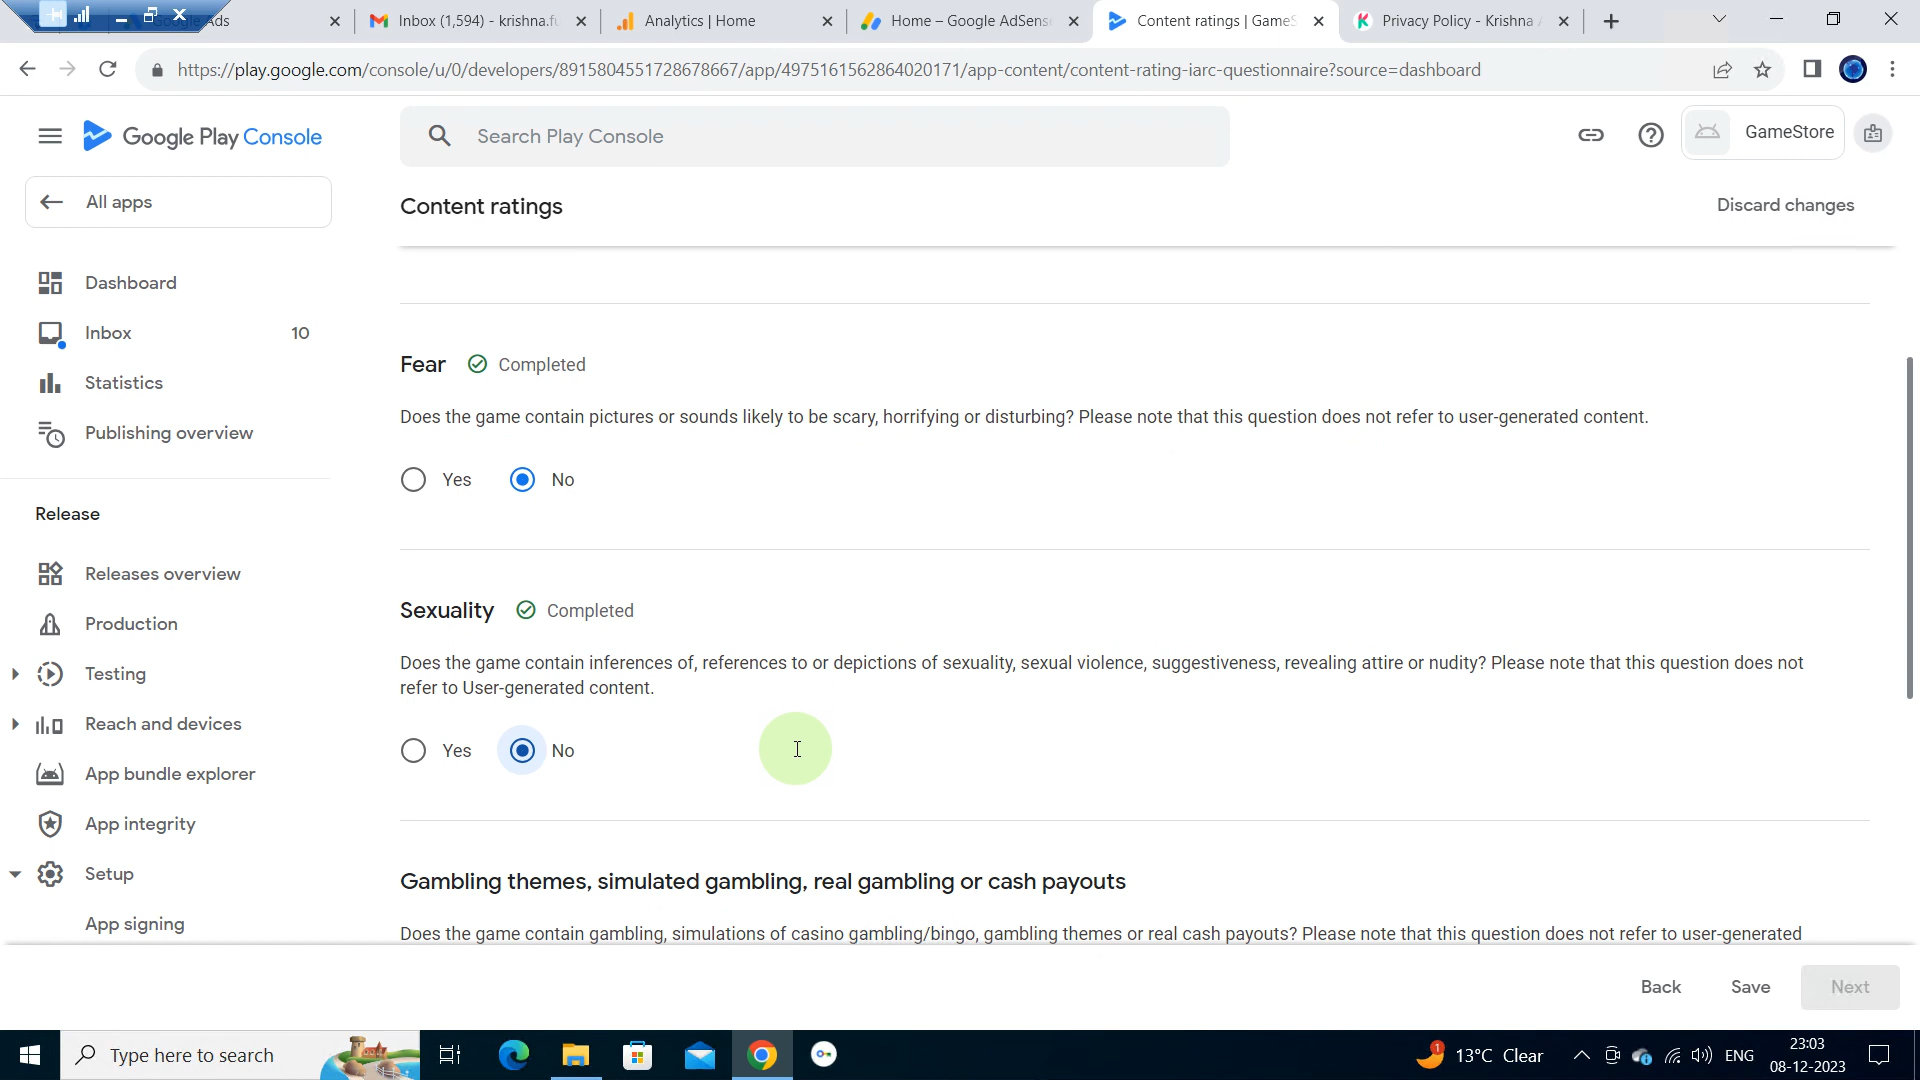 Ads
Inbox (1,594) - krishna.fu
Analytics | Home
Home – Google AdSens
Content ratings | GameS
Privacy Policy - Krishna A
https://play.google.com/console/u/0/developers/8915804551728678667/app/4975161562864020171/app-content/content-rating-iarc-questionnaire?source=dashboard
Google Play Console
Search Play Console
GameStore
All apps
Content ratings
Discard changes
Dashboard
Inbox 10
Statistics
Publishing overview
Release
Releases overview
Production
Testing
Reach and devices
App bundle explorer
App integrity
Setup
App signing
Fear Completed
Does the game contain pictures or sounds likely to be scary, horrifying or disturbing? Please note that this question does not refer to user-generated content.
Yes No
Sexuality Completed
Does the game contain inferences of, references to or depictions of sexuality, sexual violence, suggestiveness, revealing attire or nudity? Please note that this question does not
refer to User-generated content.
Yes No
Gambling themes, simulated gambling, real gambling or cash payouts
Does the game contain gambling, simulations of casino gambling/bingo, gambling themes or real cash payouts? Please note that this question does not refer to user-generated
Back Save Next
Type here to search
1
13°C Clear
ENG
23:03
08-12-2023